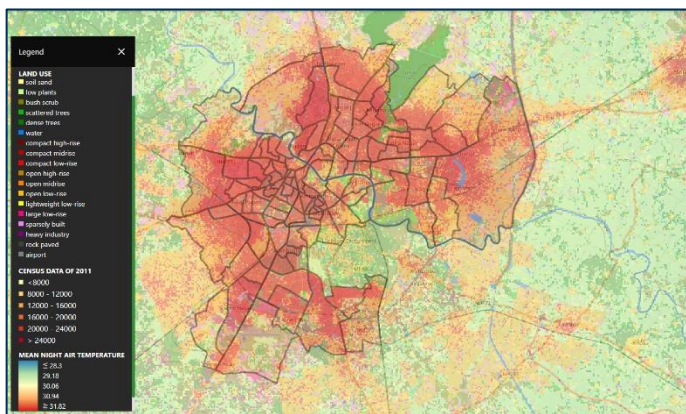 Legend ×
LAND USE
soil sand
low plants
bush scrub
scattered trees
dense trees
water
compact high-rise
compact midrise
compact low-rise
open high-rise
open midrise
open low-rise
lightweight low-rise
large low-rise
sparsely built
heavy industry
rock paved
airport
CENSUS DATA OF 2011
<8000
8000 - 12000
12000 - 16000
16000 - 20000
20000 - 24000
> 24000
MEAN NIGHT AIR TEMPERATURE
≤ 28.3
29.18
30.06
30.94
≥ 31.82